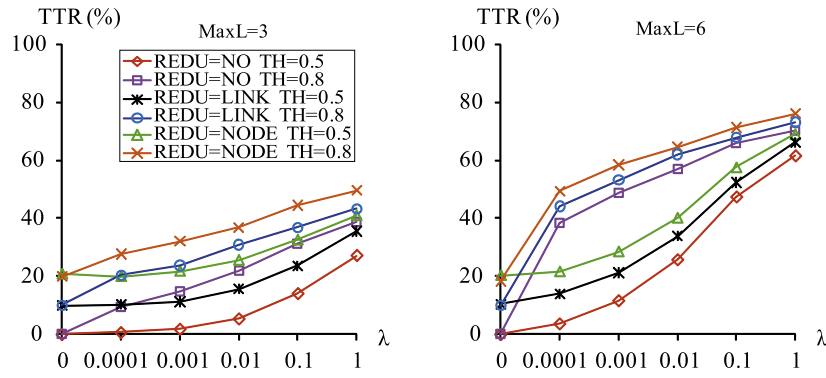 TTR (%)
MaxL=3
100
80
60
40
20
0
REDU=NO TH=0.5
REDU=NO TH=0.8
REDU=LINK TH=0.5
REDU=LINK TH=0.8
REDU=NODE TH=0.5
REDU=NODE TH=0.8
0 0.0001 0.001 0.01 0.1 1
λ
TTR (%)
MaxL=6
100
80
60
40
20
0
0 0.0001 0.001 0.01 0.1 1
λ